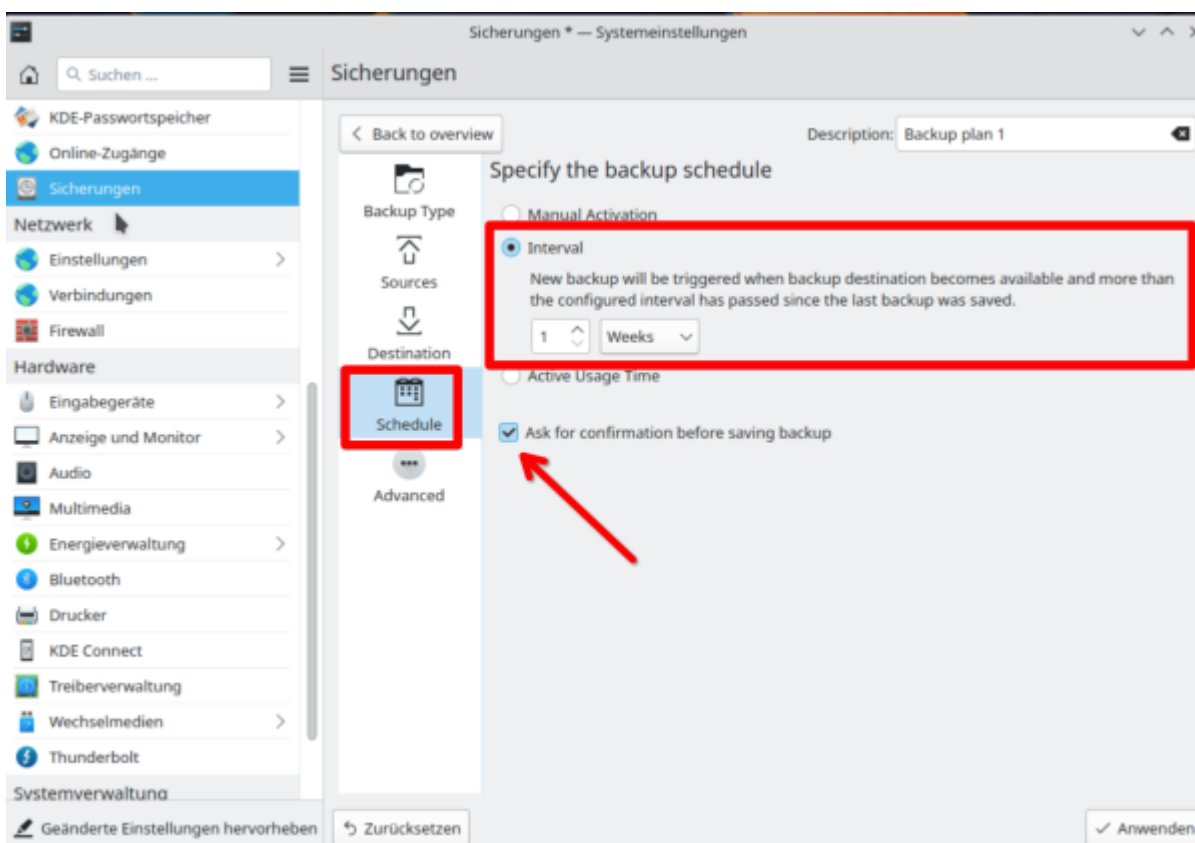 Sicherungen * — Systemeinstellungen
Suchen ...
Sicherungen
KDE-Passwortspeicher
Online-Zugänge
Sicherungen
Netzwerk
Einstellungen
Verbindungen
Firewall
Hardware
Eingabegeräte
Anzeige und Monitor
Audio
Multimedia
Energieverwaltung
Bluetooth
Drucker
KDE Connect
Treiberverwaltung
Wechselmedien
Thunderbolt
Systemverwaltung
Geänderte Einstellungen hervorheben
Back to overview
Description: Backup plan 1
Backup Type
Sources
Destination
Schedule
Advanced
Specify the backup schedule
Manual Activation
Interval
New backup will be triggered when backup destination becomes available and more than
the configured interval has passed since the last backup was saved.
1 Weeks
Active Usage Time
Ask for confirmation before saving backup
Zurücksetzen
Anwenden